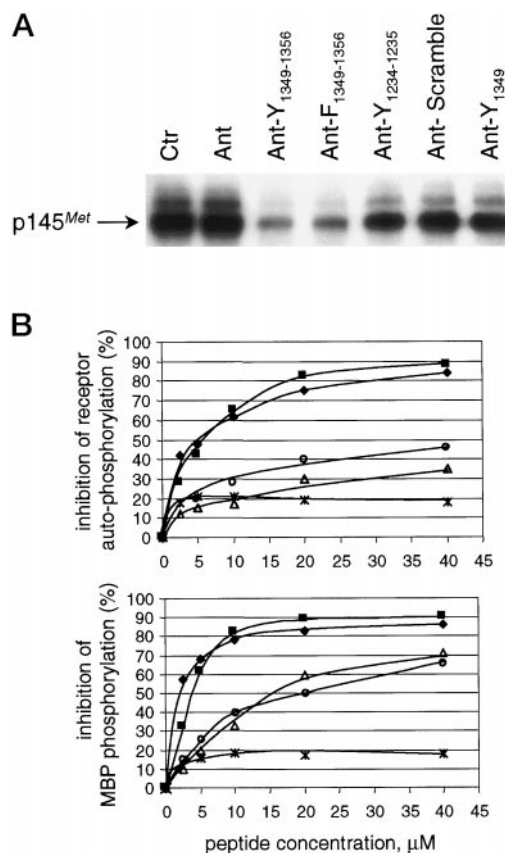 A
Ctr
Ant
Ant-Y1349-1356
Ant-F1349-1356
Ant-Y1234-1235
Ant- Scramble
Ant-Y1349
p145Met
B
inhibition of receptor
auto-phosphorylation (%)
100
90
80
70
60
50
40
30
20
10
0
0 5 10 15 20 25 30 35 40 45
inhibition of
MBP phosphorylation (%)
100
90
80
70
60
50
40
30
20
10
0
0 5 10 15 20 25 30 35 40 45
peptide concentration, μM